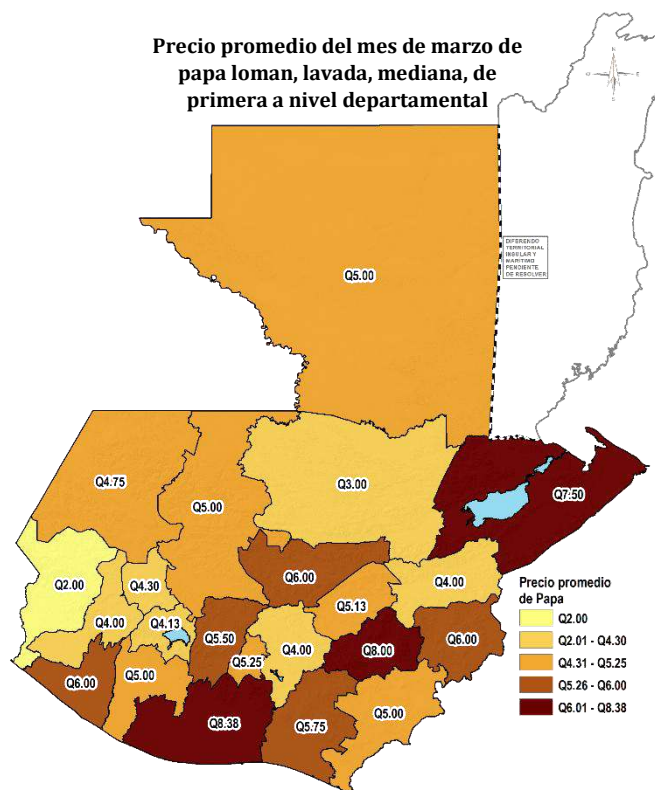 Precio promedio del mes de marzo de
papa loman, lavada, mediana, de
primera a nivel departamental
N
O
E
S
DIFERENDO
TERRITORIAL
INSULAR Y
MARÍTIMO
PENDIENTE
DE RESOLVER
Q5.00
Q4.75
Q5.00
Q3.00
Q7.50
Q2.00
Q4.30
Q6.00
Q4.00
Q4.00
Q4.13
Q5.13
Q5.50
Q5.25
Q4.00
Q8.00
Q6.00
Q6.00
Q5.00
Q8.38
Q5.75
Q5.00
Precio promedio
de Papa
Q2.00
Q2.01 - Q4.30
Q4.31 - Q5.25
Q5.26 - Q6.00
Q6.01 - Q8.38